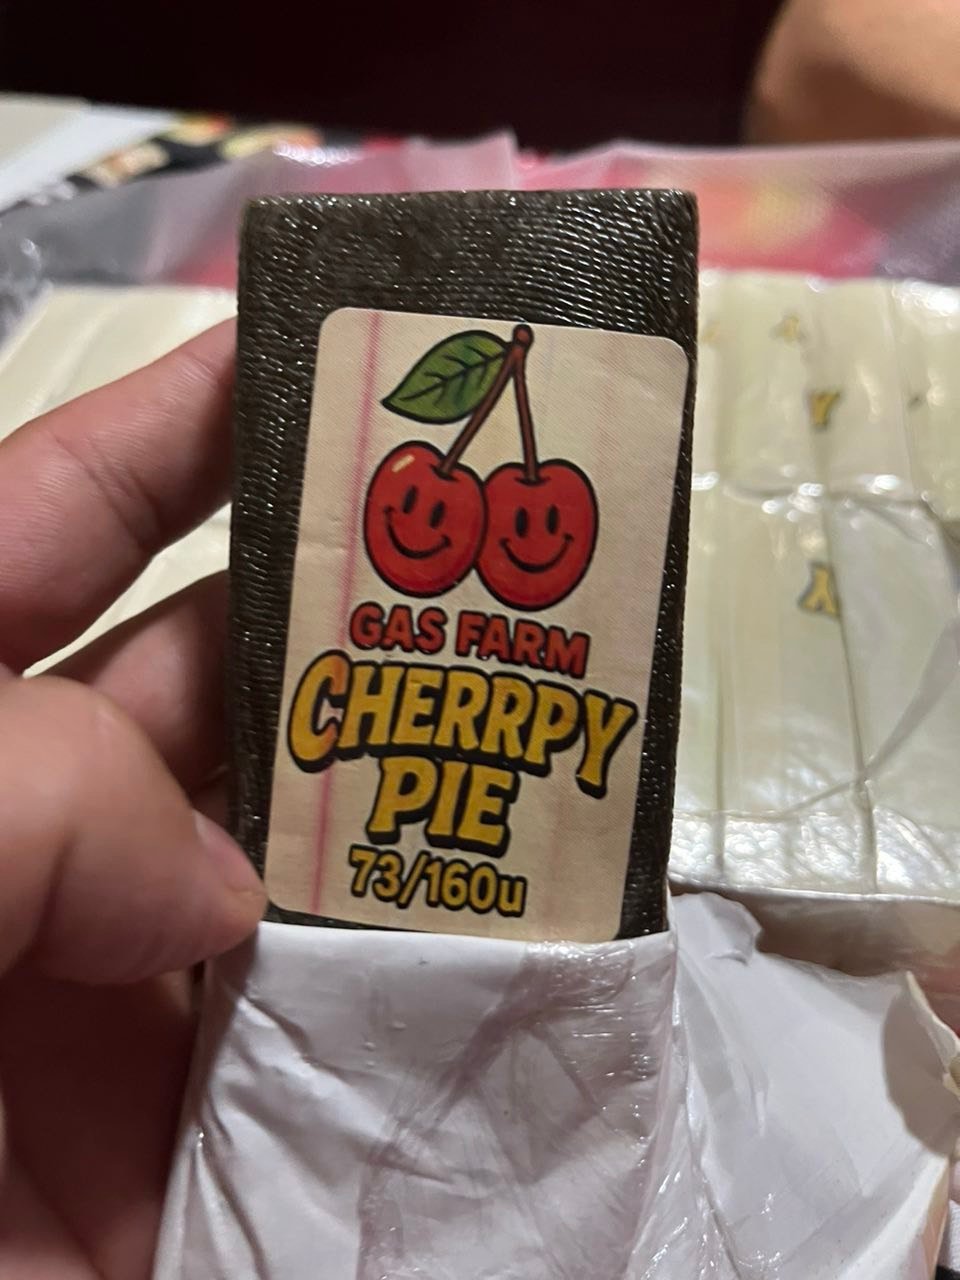 GAS FARM
CHERRPY
PIE
73/160u